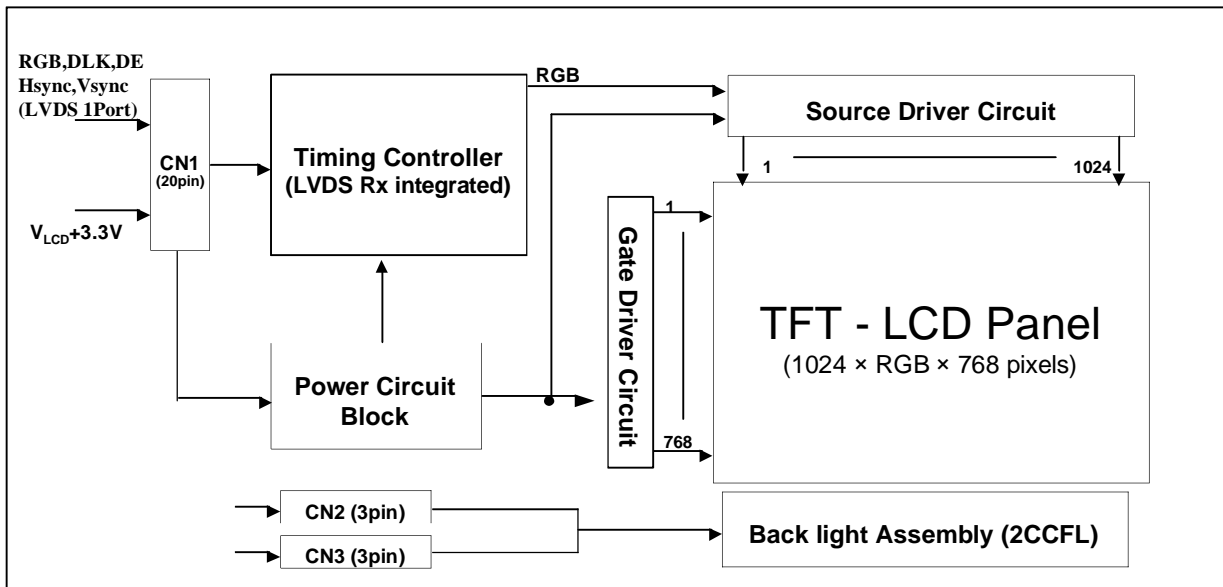 RGB,DLK,DE
Hsync,Vsync
(LVDS 1Port)
CN1
(20pin)
VLCD+3.3V
Timing Controller
(LVDS Rx integrated)
RGB
Source Driver Circuit
1
1024
Gate Driver Circuit
1
768
TFT - LCD Panel
(1024 × RGB × 768 pixels)
Power Circuit
Block
CN2 (3pin)
CN3 (3pin)
Back light Assembly (2CCFL)